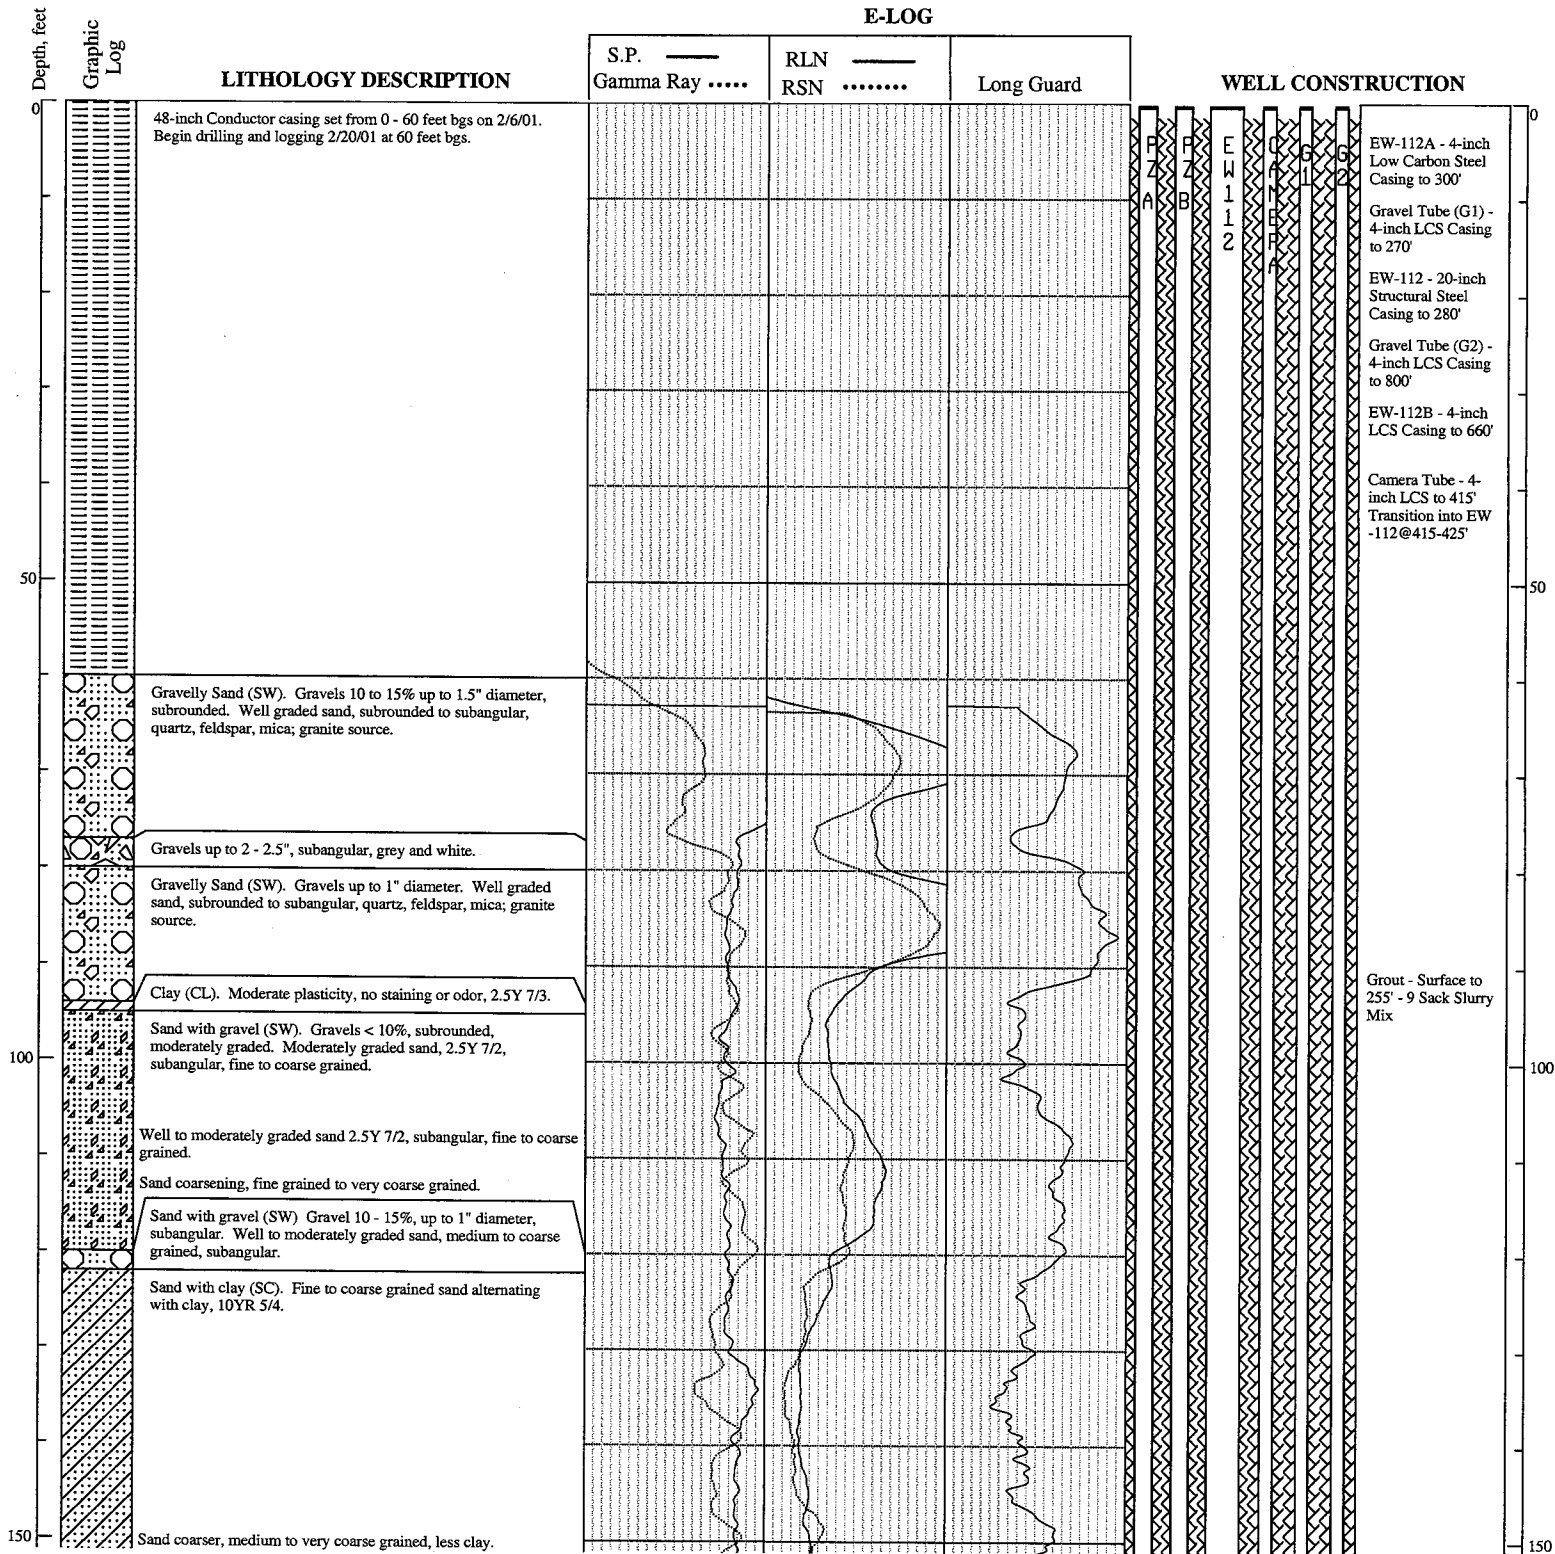 E-LOG
Depth, feet
Graphic
Log
LITHOLOGY DESCRIPTION
S.P.
Gamma Ray
RLN
RSN
Long Guard
WELL CONSTRUCTION
0
48-inch Conductor casing set from 0 - 60 feet bgs on 2/6/01.
Begin drilling and logging 2/20/01 at 60 feet bgs.
50
Gravelly Sand (SW). Gravels 10 to 15% up to 1.5" diameter,
subrounded. Well graded sand, subrounded to subangular,
quartz, feldspar, mica; granite source.
Gravels up to 2 - 2.5", subangular, grey and white.
Gravelly Sand (SW). Gravels up to 1" diameter. Well graded
sand, subrounded to subangular, quartz, feldspar, mica; granite
source.
Clay (CL). Moderate plasticity, no staining or odor, 2.5Y 7/3.
Sand with gravel (SW). Gravels < 10%, subrounded,
moderately graded. Moderately graded sand, 2.5Y 7/2,
subangular, fine to coarse grained.
100
Well to moderately graded sand 2.5Y 7/2, subangular, fine to coarse
grained.
Sand coarsening, fine grained to very coarse grained.
Sand with gravel (SW) Gravel 10 - 15%, up to 1" diameter,
subangular. Well to moderately graded sand, medium to coarse
grained, subangular.
Sand with clay (SC). Fine to coarse grained sand alternating
with clay, 10YR 5/4.
150
Sand coarser, medium to very coarse grained, less clay.
PZ A
PZ B
EW112
CAMERA
G1
G2
EW-112A - 4-inch
Low Carbon Steel
Casing to 300'
Gravel Tube (G1) -
4-inch LCS Casing
to 270'
EW-112 - 20-inch
Structural Steel
Casing to 280'
Gravel Tube (G2) -
4-inch LCS Casing
to 800'
EW-112B - 4-inch
LCS Casing to 660'
Camera Tube - 4-
inch LCS to 415'
Transition into EW
-112@415-425'
Grout - Surface to
255' - 9 Sack Slurry
Mix
0
50
100
150